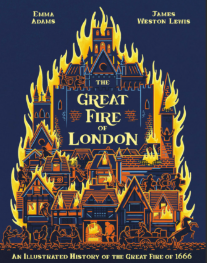 EMMA ADAMS
JAMES WESTON LEWIS
THE
GREAT
FIRE
OF
LONDON
AN ILLUSTRATED HISTORY OF THE GREAT FIRE OF 1666